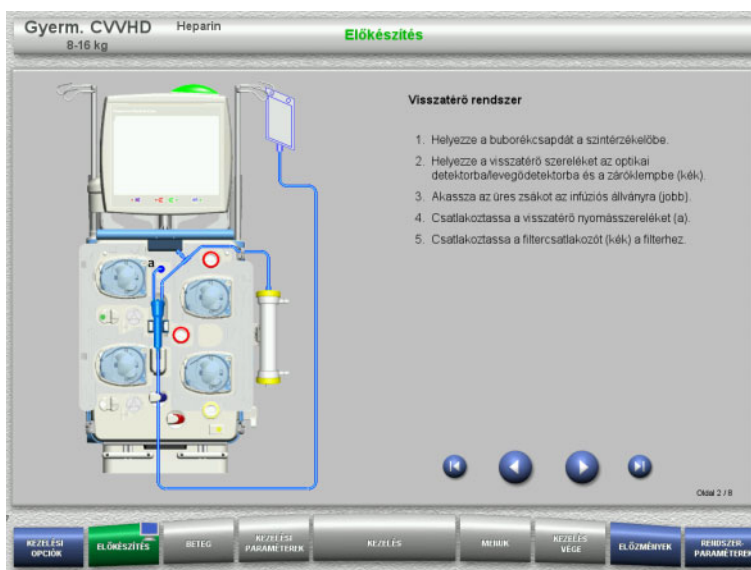 Gyerm. CVVHD Heparin
8-16 kg
Előkészítés
Visszatérő rendszer
1. Helyezze a buborékcsapdát a szintérzékelőbe.
2. Helyezze a visszatérő szereléket az optikai
detektorba/levegődetektorba és a záróklempbe (kék).
3. Akassza az üres zsákot az infúziós állványra (jobb).
4. Csatlakoztassa a visszatérő nyomásszereléket (a).
5. Csatlakoztassa a filtercsatlakozót (kék) a filterhez.
a
Oldal 2 / 8
KEZELÉSI
OPCIÓK
ELŐKÉSZÍTÉS
BETEG
KEZELÉSI
PARAMÉTEREK
KEZELÉS
MENÜK
KEZELÉS
VÉGE
ELŐZMÉNYEK
RENDSZER-
PARAMÉTEREK